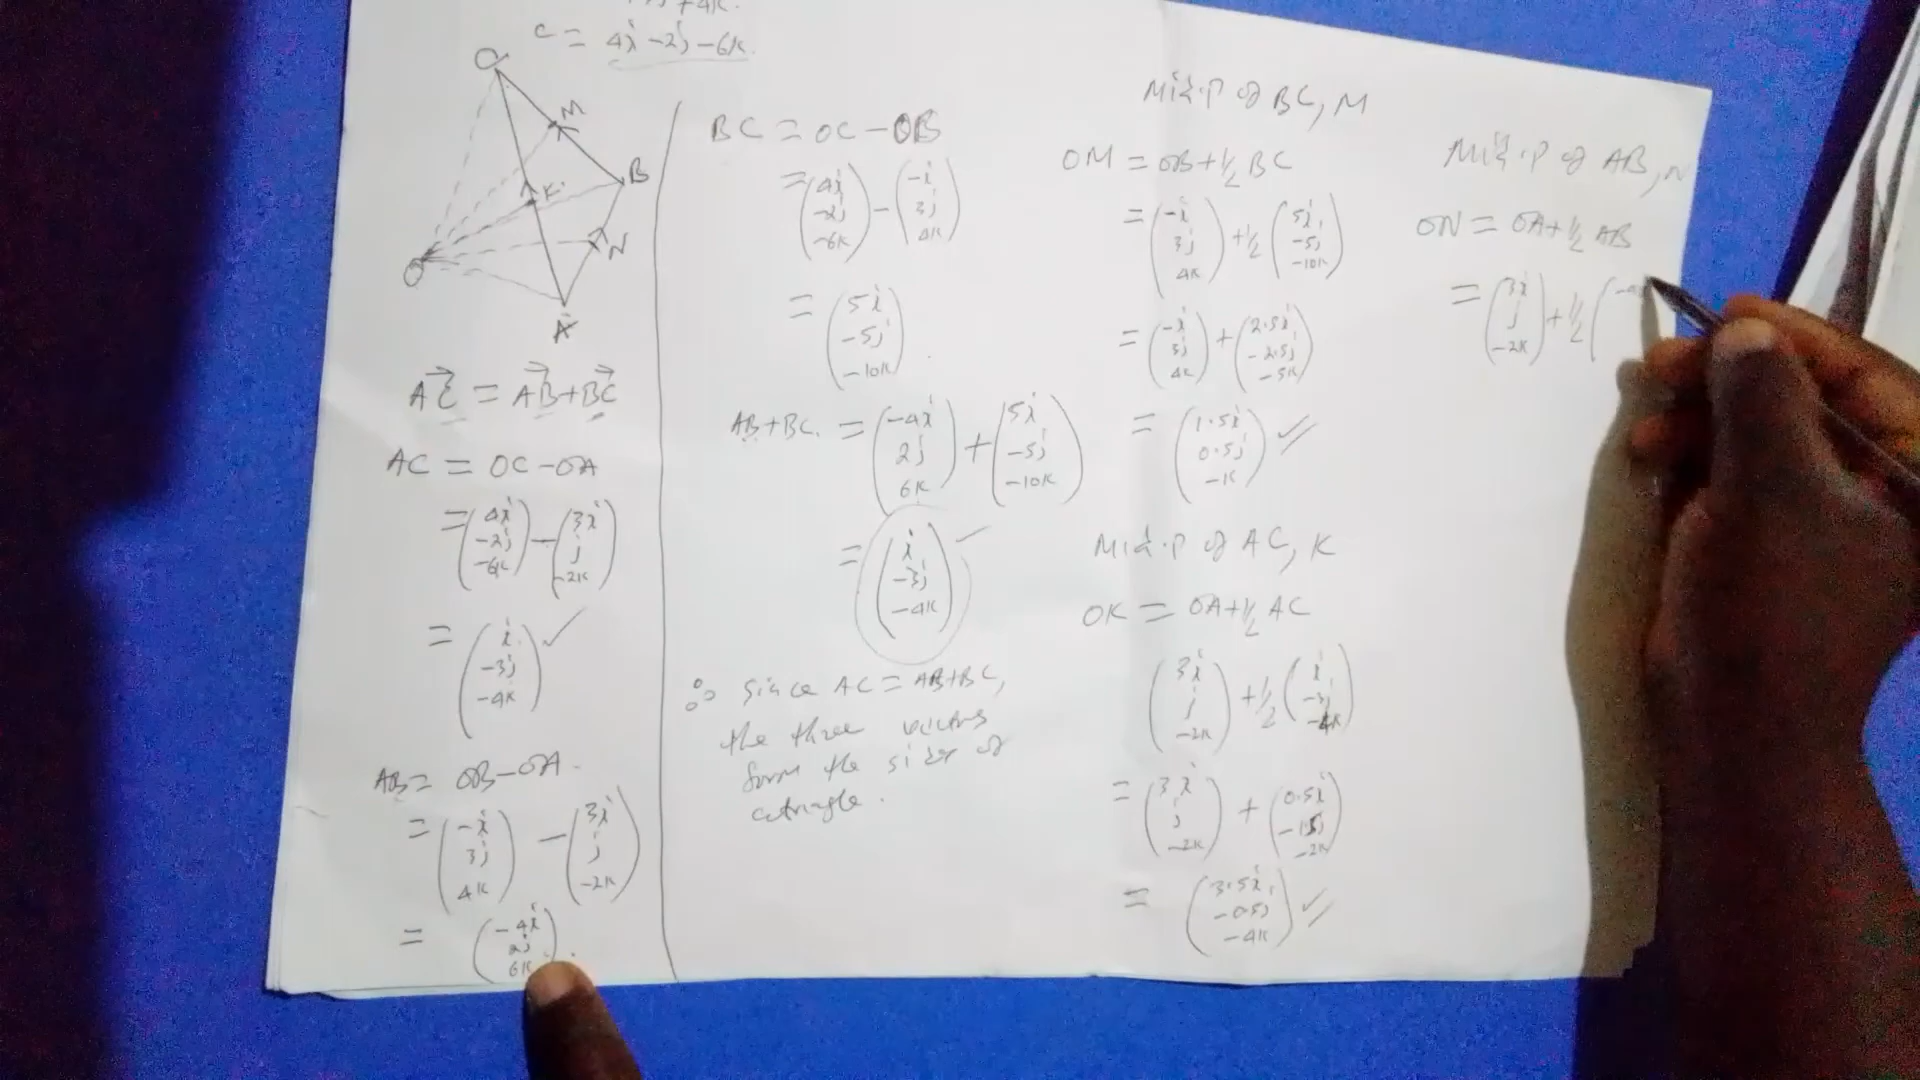 +4k.
c = 4i -2j -6k.
C
M
B
K
N
O
A
AC = AB+BC
AC = OC - OA
= (4i -2j -6k) - (3i j -2k)
= (i -3j -4k) ✓
AB = OB - OA.
= (-i 3j 4k) - (3i j -2k)
= (-4i 2j 6k)
BC = OC - OB
= (4i -2j -6k) - (-i 3j 4k)
= (5i -5j -10k)
AB+BC. = (-4i 2j 6k) + (5i -5j -10k)
= (i -3j -4k)
∴ Since AC = AB+BC,
the three vectors
form the sides of
a triangle.
Mid.P of BC, M
OM = OB+½BC
= (-i 3j 4k) + ½ (5i -5j -10k)
= (-i 3j 4k) + (2.5i -2.5j -5k)
= (1.5i 0.5j -1k) ✓
Mid.P of AC, K
OK = OA+½AC
(3i j -2k) + ½ (i -3j -4k)
= (3i j -2k) + (0.5i -1.5j -2k)
= (3.5i -0.5j -4k) ✓
Mid.P of AB, N
ON = OA+½AB
= (3i j -2k) + ½ (-4